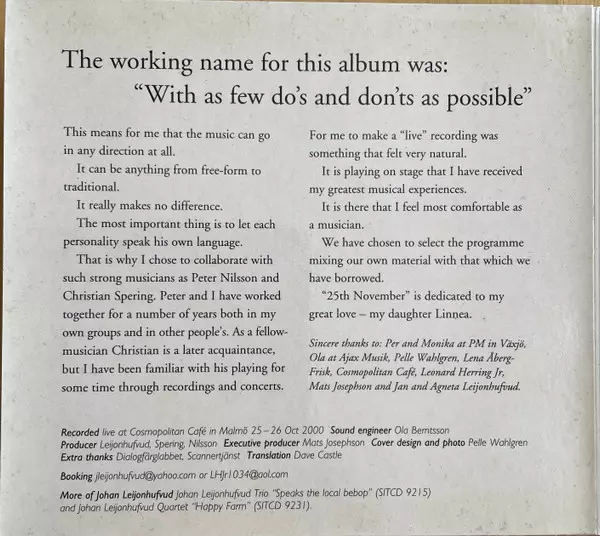 The working name for this album was:
"With as few do's and don'ts as possible"
This means for me that the music can go
in any direction at all.
It can be anything from free-form to
traditional.
It really makes no difference.
The most important thing is to let each
personality speak his own language.
That is why I chose to collaborate with
such strong musicians as Peter Nilsson and
Christian Spering. Peter and I have worked
together for a number of years both in my
own groups and in other people's. As a fellow-
musician Christian is a later acquaintance,
but I have been familiar with his playing for
some time through recordings and concerts.
For me to make a "live" recording was
something that felt very natural.
It is playing on stage that I have received
my greatest musical experiences.
It is there that I feel most comfortable as
a musician.
We have chosen to select the programme
mixing our own material with that which we
have borrowed.
"25th November" is dedicated to my
great love – my daughter Linnea.
Sincere thanks to: Per and Monika at PM in Växjö,
Ola at Ajax Musik, Pelle Wahlgren, Lena Åberg-
Frisk, Cosmopolitan Café, Leonard Herring Jr,
Mats Josephson and Jan and Agneta Leijonhufvud.
Recorded live at Cosmopolitan Café in Malmö 25–26 Oct 2000 Sound engineer Ola Berntsson
Producer Leijonhufvud, Spering, Nilsson Executive producer Mats Josephson Cover design and photo Pelle Wahlgren
Extra thanks Dialogfärglabbet, Scannertjänst Translation Dave Castle
Booking jleijonhufvud@yahoo.com or LHJr1034@aol.com
More of Johan Leijonhufvud Johan Leijonhufvud Trio "Speaks the local bebop" (SITCD 9215)
and Johan Leijonhufvud Quartet "Happy Farm" (SITCD 9231).